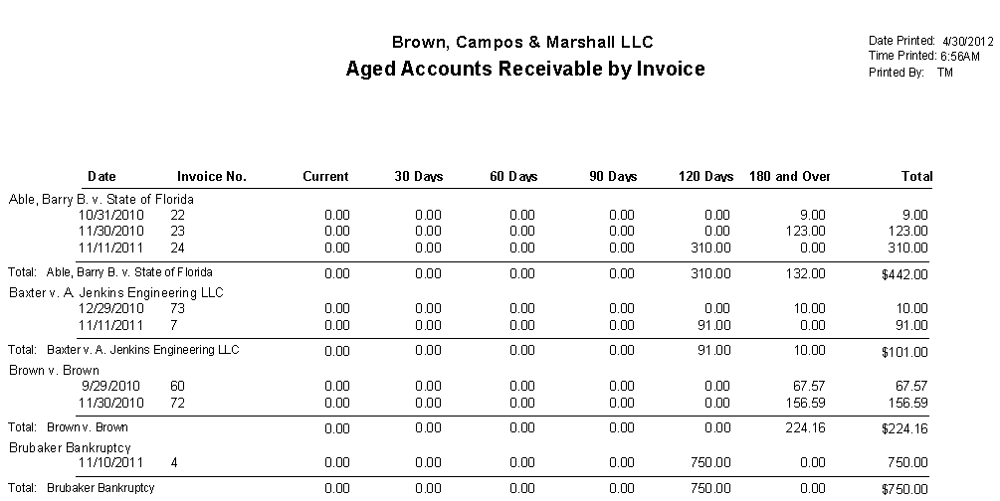 Brown, Campos & Marshall LLC
Aged Accounts Receivable by Invoice
Date Printed: 4/30/2012
Time Printed: 6:56AM
Printed By: TM
Date Invoice No. Current 30 Days 60 Days 90 Days 120 Days 180 and Over Total
Able, Barry B. v. State of Florida
10/31/2010 22 0.00 0.00 0.00 0.00 0.00 9.00 9.00
11/30/2010 23 0.00 0.00 0.00 0.00 0.00 123.00 123.00
11/11/2011 24 0.00 0.00 0.00 0.00 310.00 0.00 310.00
Total: Able, Barry B. v. State of Florida 0.00 0.00 0.00 0.00 310.00 132.00 $442.00
Baxter v. A. Jenkins Engineering LLC
12/29/2010 73 0.00 0.00 0.00 0.00 0.00 10.00 10.00
11/11/2011 7 0.00 0.00 0.00 0.00 91.00 0.00 91.00
Total: Baxter v. A. Jenkins Engineering LLC 0.00 0.00 0.00 0.00 91.00 10.00 $101.00
Brown v. Brown
9/29/2010 60 0.00 0.00 0.00 0.00 0.00 67.57 67.57
11/30/2010 72 0.00 0.00 0.00 0.00 0.00 156.59 156.59
Total: Brown v. Brown 0.00 0.00 0.00 0.00 0.00 224.16 $224.16
Brubaker Bankruptcy
11/10/2011 4 0.00 0.00 0.00 0.00 750.00 0.00 750.00
Total: Brubaker Bankruptcy 0.00 0.00 0.00 0.00 750.00 0.00 $750.00